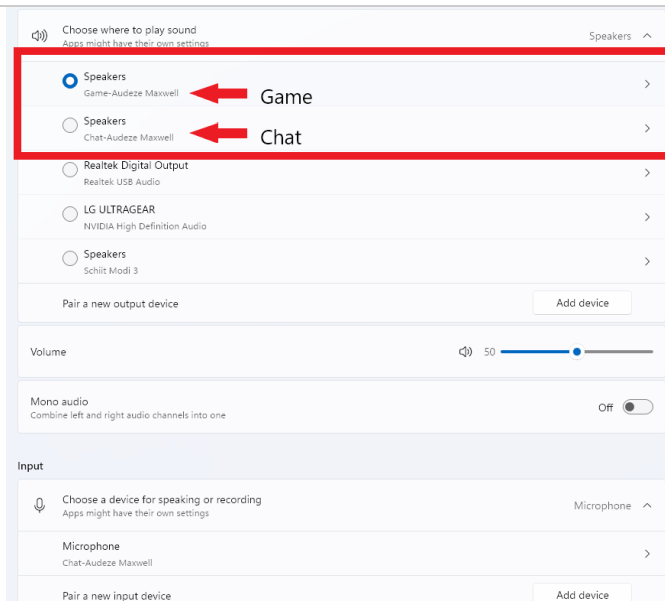 Choose where to play sound
Apps might have their own settings
Speakers
Speakers
Game-Audeze Maxwell
Game
Speakers
Chat-Audeze Maxwell
Chat
Realtek Digital Output
Realtek USB Audio
LG ULTRAGEAR
NVIDIA High Definition Audio
Speakers
Schiit Modi 3
Pair a new output device
Add device
Volume
50
Mono audio
Combine left and right audio channels into one
Off
Input
Choose a device for speaking or recording
Apps might have their own settings
Microphone
Microphone
Chat-Audeze Maxwell
Pair a new input device
Add device